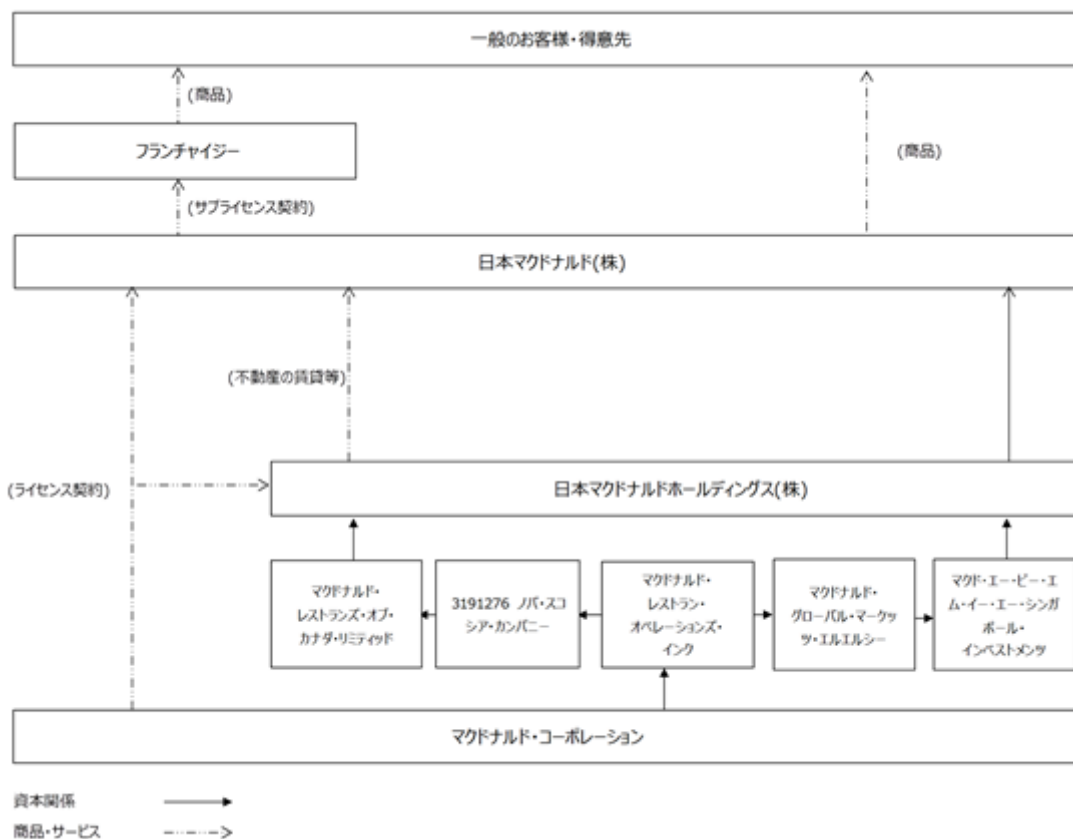 一般のお客様・得意先
(商品)
フランチャイジー
(商品)
(サブライセンス契約)
日本マクドナルド(株)
(不動産の賃貸等)
(ライセンス契約)
日本マクドナルドホールディングス(株)
マクドナルド・
レストランズ・オブ・
カナダ・リミティッド
3191276 ノバ・スコ
シア・カンパニー
マクドナルド・
レストラン・
オペレーションズ・
インク
マクドナルド・
グローバル・マーケッ
ツ・エルエルシー
マクド・エー・ピー・エ
ム・イー・エー・シンガ
ポール・
インベストメンツ
マクドナルド・コーポレーション
資本関係
商品・サービス